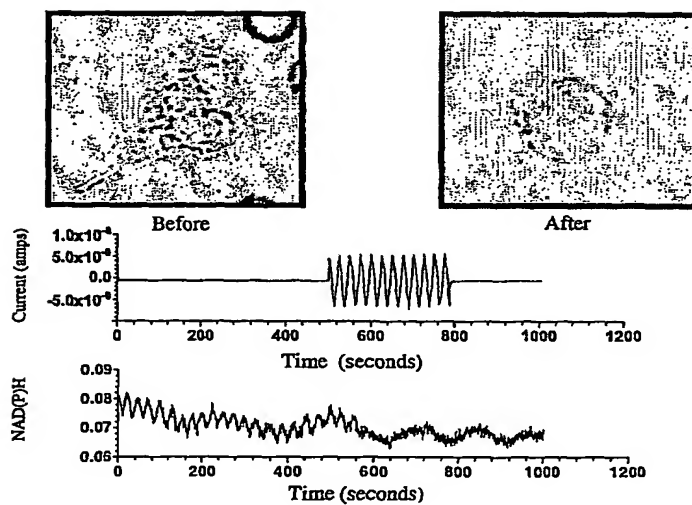 Before After
Current (amps)
1.0x10⁻⁸
5.0x10⁻⁹
0.0
-5.0x10⁻⁹
0 200 400 600 800 1000 1200
Time (seconds)
NAD(P)H
0.09
0.08
0.07
0.06
0 200 400 600 800 1000 1200
Time (seconds)